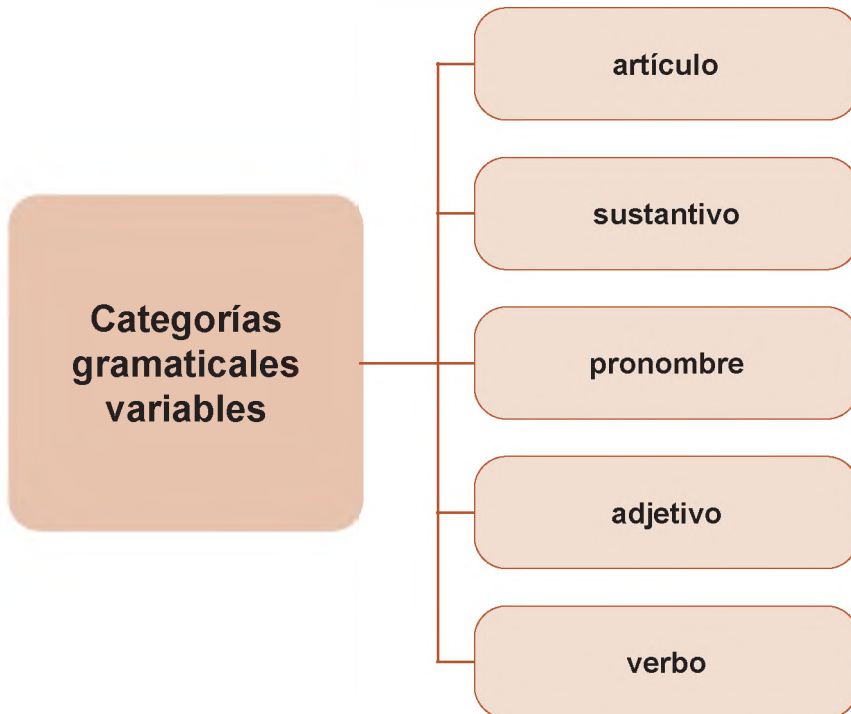 Categorías
gramaticales
variables
artículo
sustantivo
pronombre
adjetivo
verbo